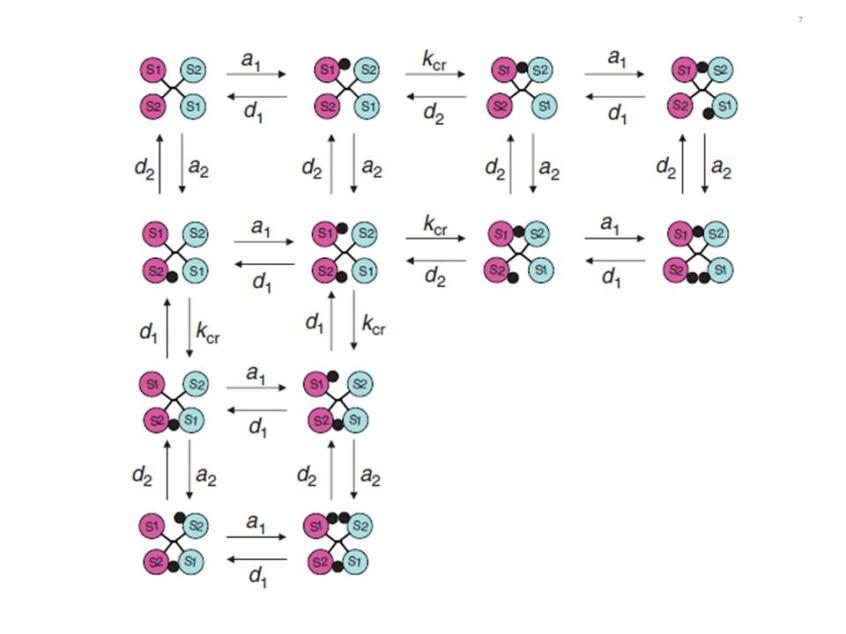 7
a1 kcr a1
S1 S2 S1 S2 S1 S2 S1 S2
S2 S1 S2 S1 S2 S1 S2 S1
d1 d2 d1
d2 a2 d2 a2 d2 a2 d2 a2
a1 kcr a1
S1 S2 S1 S2 S1 S2 S1 S2
S2 S1 S2 S1 S2 S1 S2 S1
d1 d2 d1
d1 kcr d1 kcr
a1
S1 S2 S1 S2
S2 S1 S2 S1
d1
d2 a2 d2 a2
a1
S1 S2 S1 S2
S2 S1 S2 S1
d1